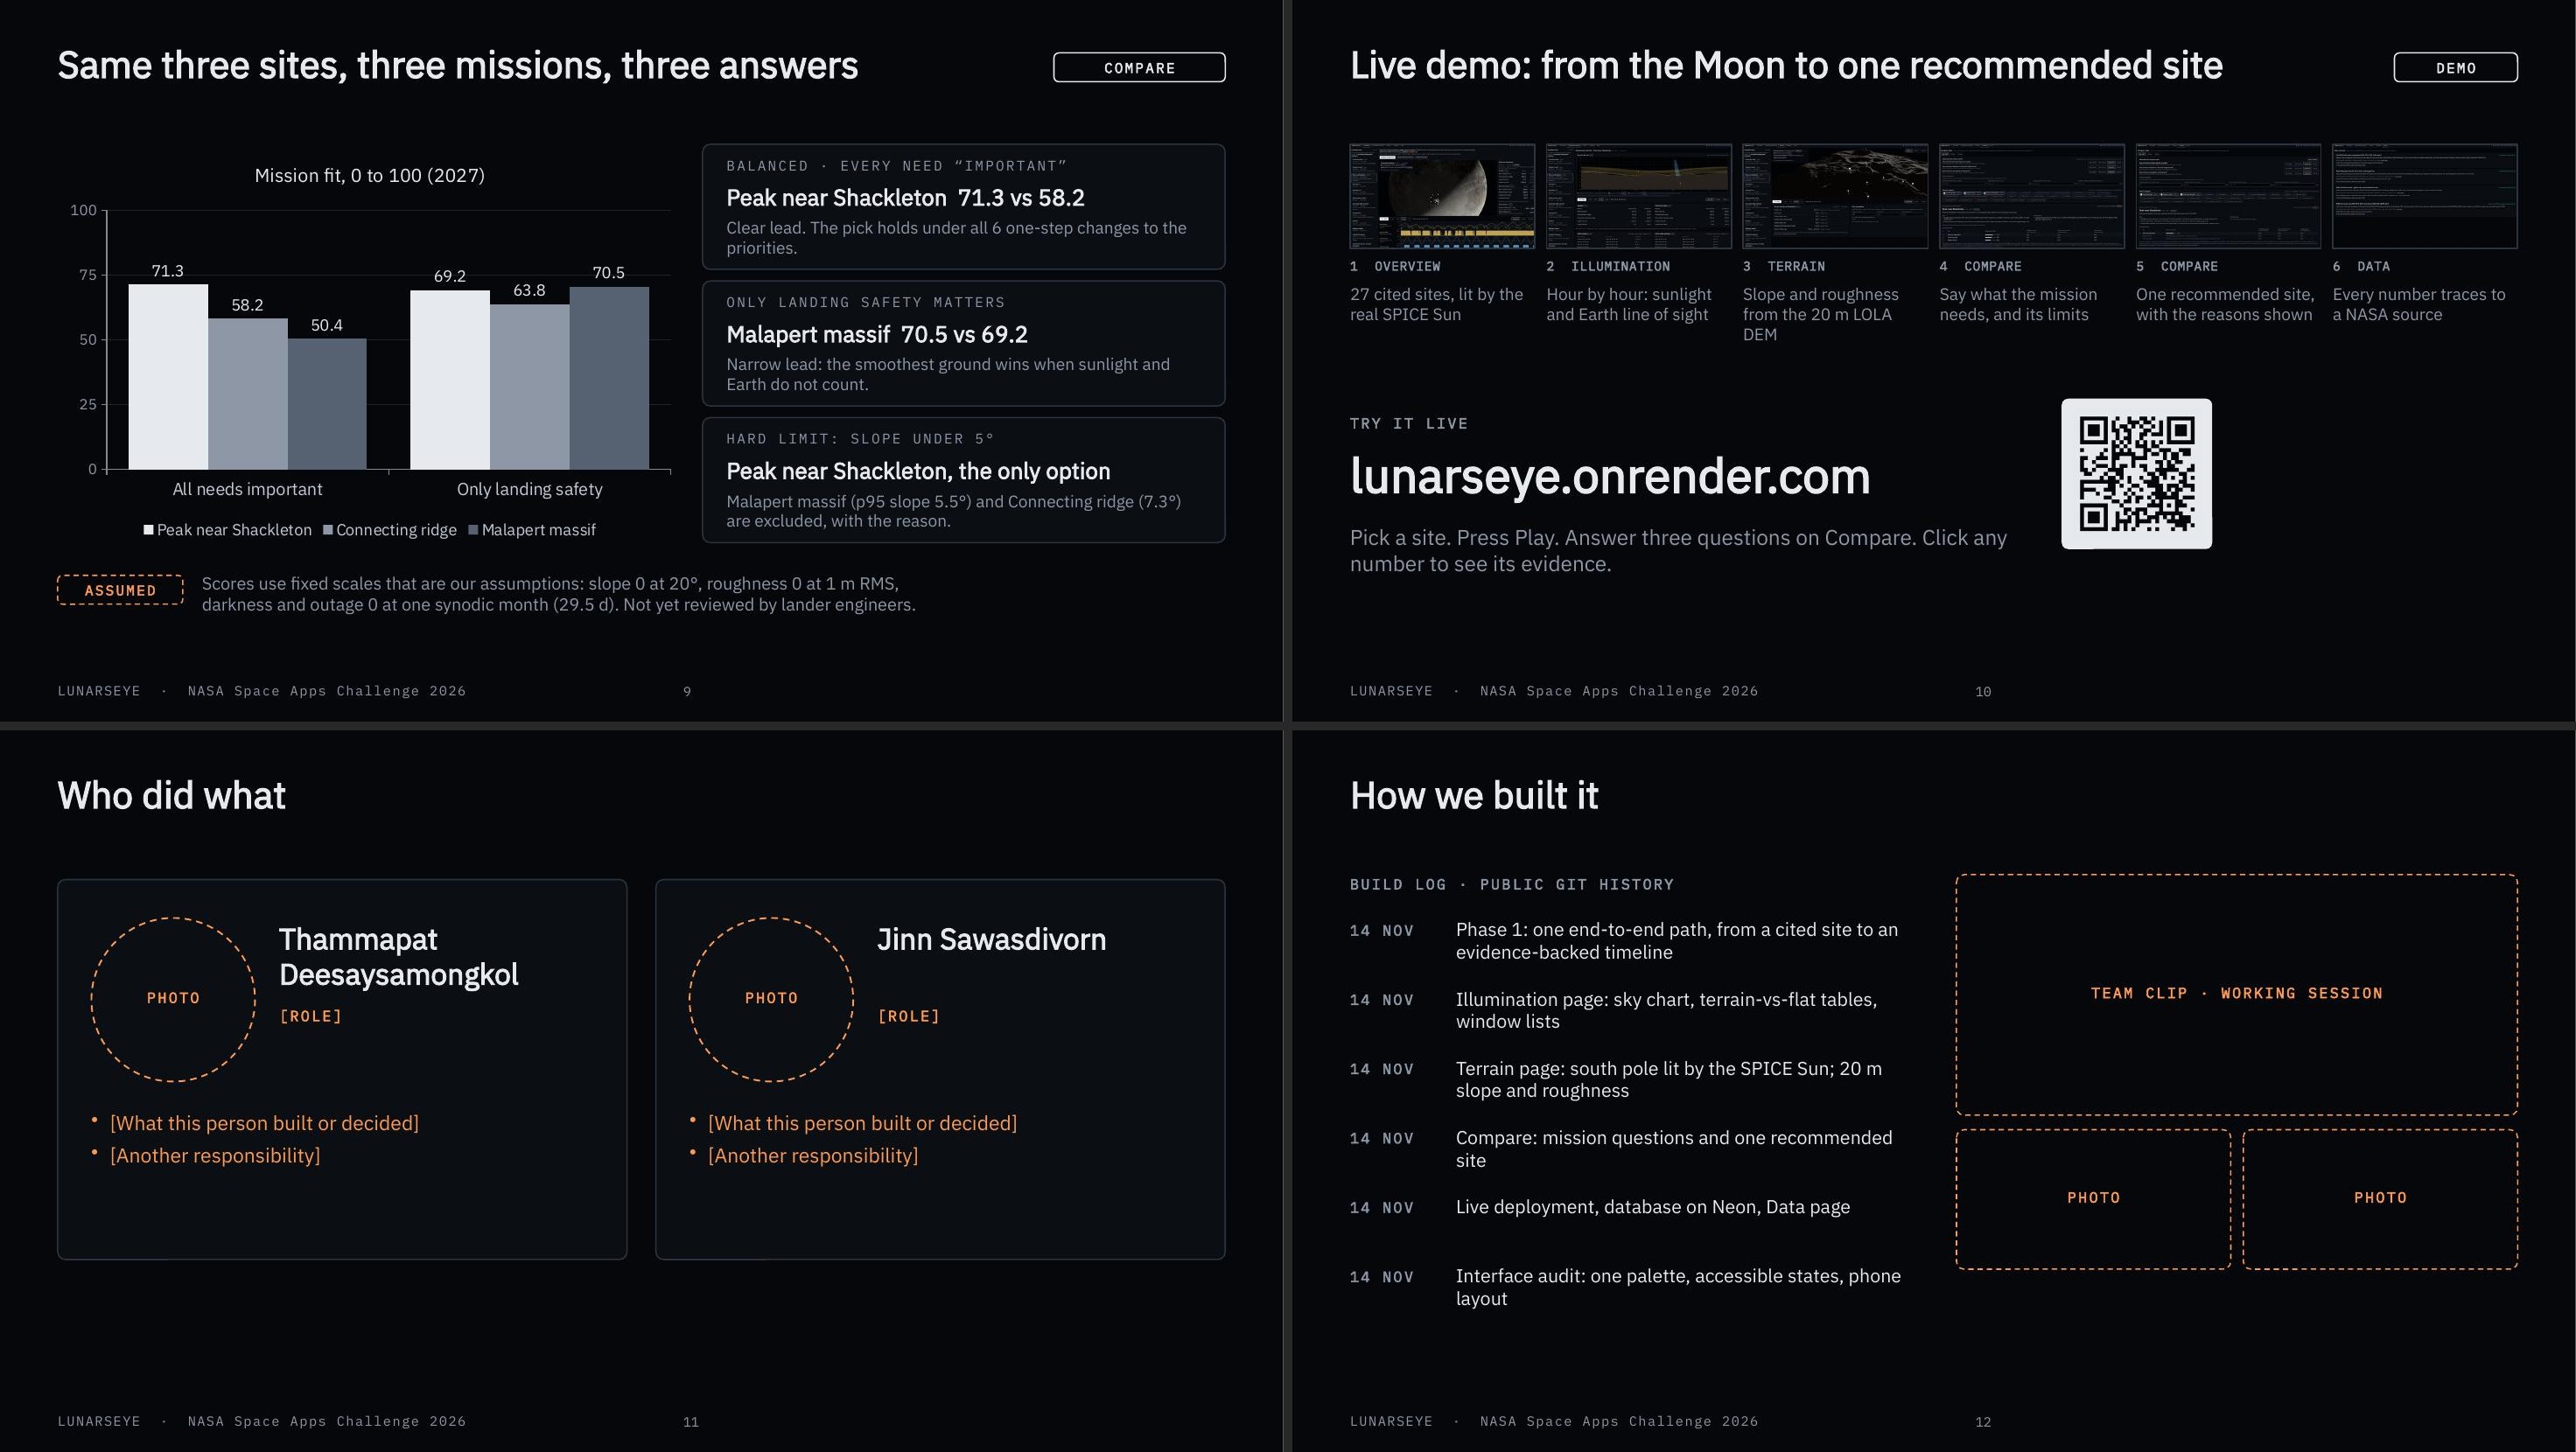 Same three sites, three missions, three answers
COMPARE
Mission fit, 0 to 100 (2027)
100
75
50
25
0
71.3
58.2
50.4
69.2
63.8
70.5
All needs important
Only landing safety
Peak near Shackleton
Connecting ridge
Malapert massif
BALANCED · EVERY NEED “IMPORTANT”
Peak near Shackleton 71.3 vs 58.2
Clear lead. The pick holds under all 6 one-step changes to the
priorities.
ONLY LANDING SAFETY MATTERS
Malapert massif 70.5 vs 69.2
Narrow lead: the smoothest ground wins when sunlight and
Earth do not count.
HARD LIMIT: SLOPE UNDER 5°
Peak near Shackleton, the only option
Malapert massif (p95 slope 5.5°) and Connecting ridge (7.3°)
are excluded, with the reason.
ASSUMED
Scores use fixed scales that are our assumptions: slope 0 at 20°, roughness 0 at 1 m RMS,
darkness and outage 0 at one synodic month (29.5 d). Not yet reviewed by lander engineers.
LUNARSEYE · NASA Space Apps Challenge 2026
9
Live demo: from the Moon to one recommended site
DEMO
1 OVERVIEW
27 cited sites, lit by the
real SPICE Sun
2 ILLUMINATION
Hour by hour: sunlight
and Earth line of sight
3 TERRAIN
Slope and roughness
from the 20 m LOLA
DEM
4 COMPARE
Say what the mission
needs, and its limits
5 COMPARE
One recommended site,
with the reasons shown
6 DATA
Every number traces to
a NASA source
TRY IT LIVE
lunarseye.onrender.com
Pick a site. Press Play. Answer three questions on Compare. Click any
number to see its evidence.
LUNARSEYE · NASA Space Apps Challenge 2026
10
Who did what
PHOTO
Thammapat
Deesaysamongkol
[ROLE]
• [What this person built or decided]
• [Another responsibility]
PHOTO
Jinn Sawasdivorn
[ROLE]
• [What this person built or decided]
• [Another responsibility]
LUNARSEYE · NASA Space Apps Challenge 2026
11
How we built it
BUILD LOG · PUBLIC GIT HISTORY
14 NOV
Phase 1: one end-to-end path, from a cited site to an
evidence-backed timeline
14 NOV
Illumination page: sky chart, terrain-vs-flat tables,
window lists
14 NOV
Terrain page: south pole lit by the SPICE Sun; 20 m
slope and roughness
14 NOV
Compare: mission questions and one recommended
site
14 NOV
Live deployment, database on Neon, Data page
14 NOV
Interface audit: one palette, accessible states, phone
layout
TEAM CLIP · WORKING SESSION
PHOTO
PHOTO
LUNARSEYE · NASA Space Apps Challenge 2026
12